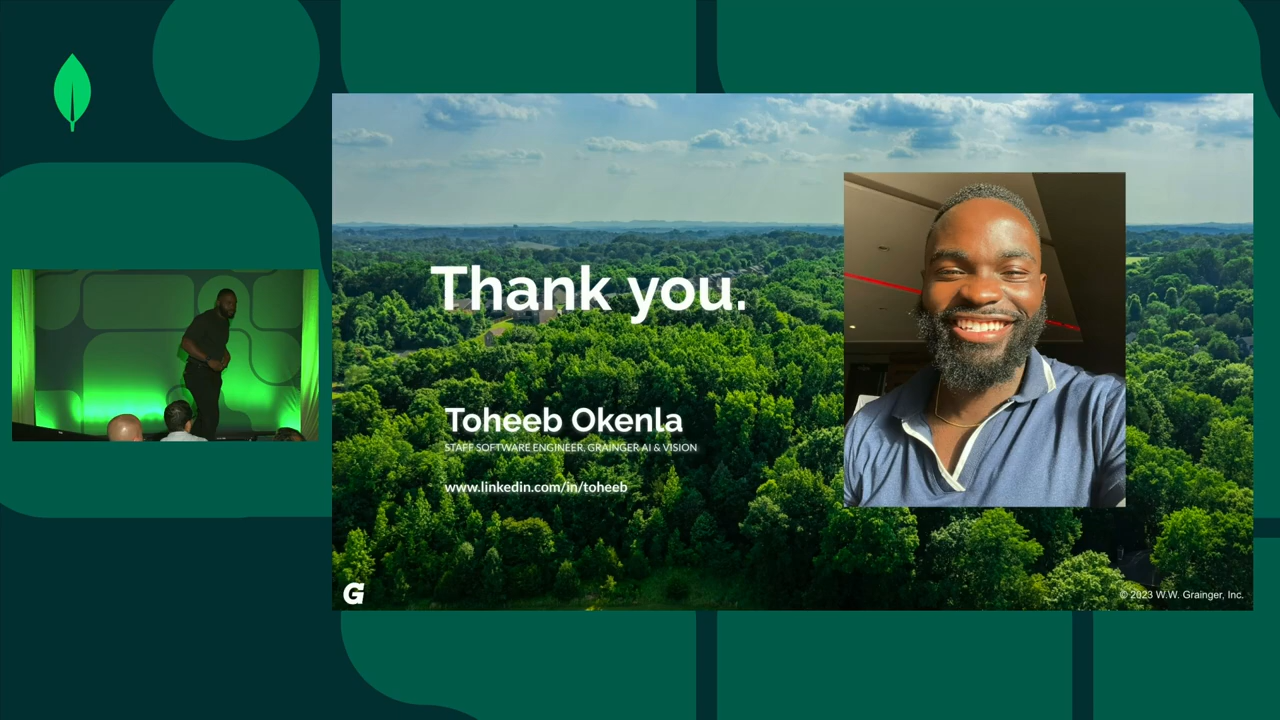 Thank you.
Toheeb Okenla
STAFF SOFTWARE ENGINEER, GRAINGER AI & VISION
www.linkedin.com/in/toheeb
G
© 2023 W.W. Grainger, Inc.